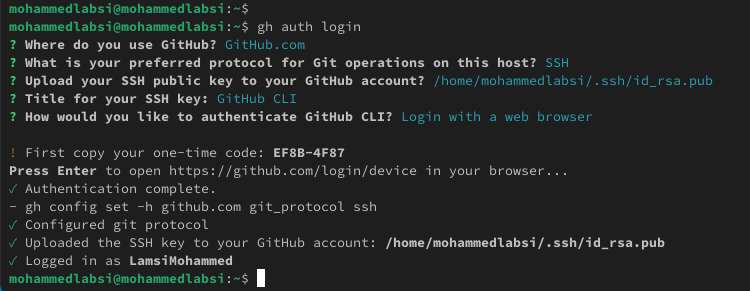 mohammedlabsi@mohammedlabsi:~$
mohammedlabsi@mohammedlabsi:~$ gh auth login
? Where do you use GitHub? GitHub.com
? What is your preferred protocol for Git operations on this host? SSH
? Upload your SSH public key to your GitHub account? /home/mohammedlabsi/.ssh/id_rsa.pub
? Title for your SSH key: GitHub CLI
? How would you like to authenticate GitHub CLI? Login with a web browser
! First copy your one-time code: EF8B-4F87
Press Enter to open https://github.com/login/device in your browser...
✓ Authentication complete.
- gh config set -h github.com git_protocol ssh
✓ Configured git protocol
✓ Uploaded the SSH key to your GitHub account: /home/mohammedlabsi/.ssh/id_rsa.pub
✓ Logged in as LamsiMohammed
mohammedlabsi@mohammedlabsi:~$